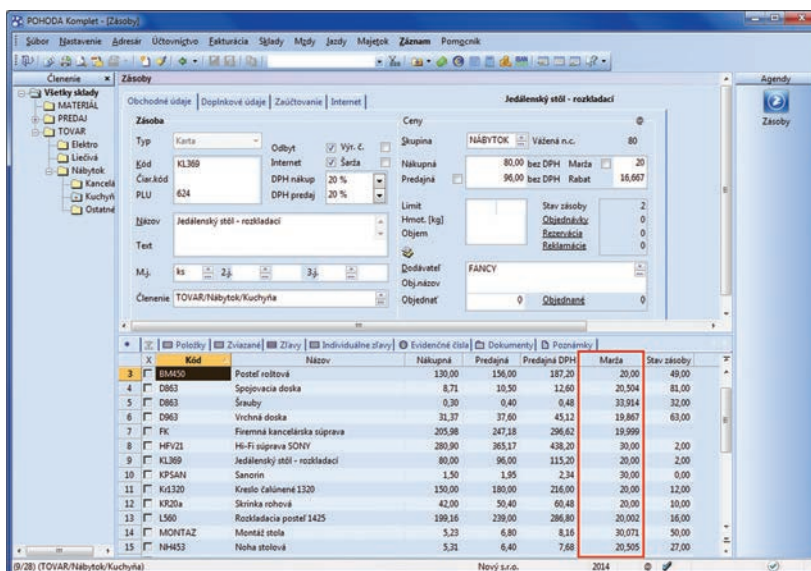 POHODA Komplet - [Zásoby]
Súbor Nastavenie Adresár Účtovníctvo Fakturácia Sklady Mzdy Jazdy Majetok Záznam Pomocník
Členenie × Zásoby Agendy
Všetky sklady
MATERIÁL
PREDAJ
TOVAR
Elektro
Liečivá
Nábytok
Kancelá
Kuchyň
Ostatné
Zásoby
Obchodné údaje Doplnkové údaje Zaúčtovanie Internet Jedálenský stôl - rozkladací
Zásoba
Typ Karta Odbyt Výr. č.
Kód KL369 Internet Šarža
Čiar.kód DPH nákup 20 %
PLU 624 DPH predaj 20 %
Názov Jedálenský stôl - rozkladací
Text
M.j. ks 2.j. 3.j.
Členenie TOVAR/Nábytok/Kuchyňa
Ceny
Skupina NÁBYTOK Vážená n.c. 80
Nákupná 80,00 bez DPH Marža 20
Predajná 96,00 bez DPH Rabat 16,667
Limit Stav zásoby 2
Hmot. [kg] Objednávky 0
Objem Rezervácia 0
Reklamácie 0
Dodávateľ FANCY
Obj.názov
Objednať 0 Objednané 0
Položky Zviazané Zľavy Individuálne zľavy Evidenčné čísla Dokumenty Poznámky
X Kód Názov Nákupná Predajná Predajná DPH Marža Stav zásoby
3 BM450 Posteľ roštová 130,00 156,00 187,20 20,00 49,00
4 D863 Spojovacia doska 8,71 10,50 12,60 20,504 81,00
5 D863 Šrauby 0,30 0,40 0,48 33,914 32,00
6 D963 Vrchná doska 31,37 37,60 45,12 19,867 63,00
7 FK Firemná kancelárska súprava 205,98 247,18 296,62 19,999
8 HFV21 Hi-Fi súprava SONY 280,90 365,17 438,20 30,00 2,00
9 KL369 Jedálenský stôl - rozkladací 80,00 96,00 115,20 20,00 2,00
10 KPSAN Sanorin 1,50 1,95 2,34 30,00 0,00
11 Kr1320 Kreslo čalúnené 1320 150,00 180,00 216,00 20,00 12,00
12 KR20a Skrinka rohová 42,00 50,40 60,48 20,00 10,00
13 L560 Rozkladacia posteľ 1425 199,16 239,00 286,80 20,002 16,00
14 MONTAZ Montáž stola 5,23 6,80 8,16 30,071 50,00
15 NH453 Noha stolová 5,31 6,40 7,68 20,505 27,00
(9/28) (TOVAR/Nábytok/Kuchyňa) Nový s.r.o. 2014 @